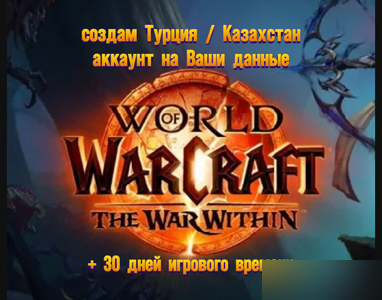 создам Турция / Казахстан
аккаунт на Ваши данные
WORLD
OF
WARCRAFT
THE WAR WITHIN
+ 30 дней игрового